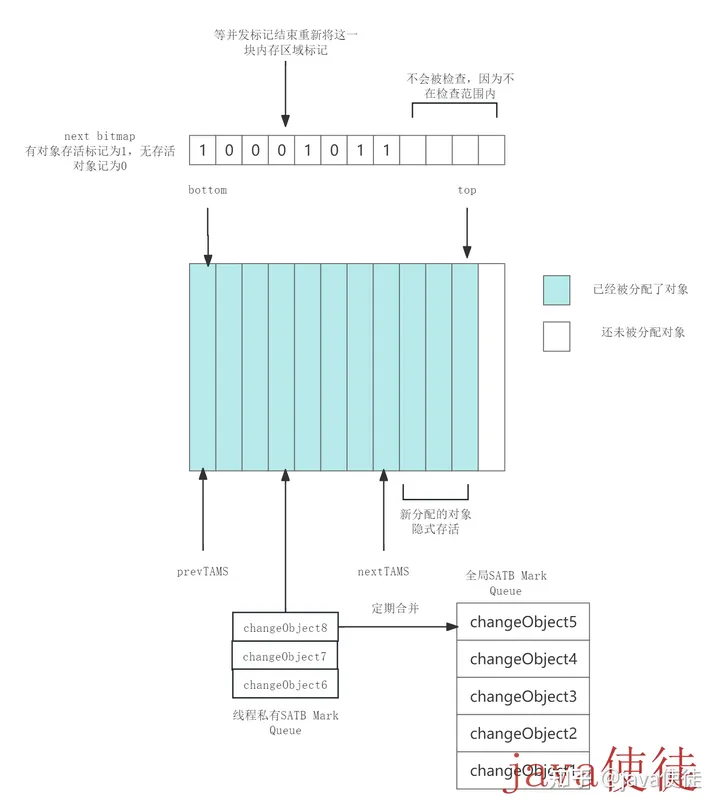 等并发标记结束重新将这一
块内存区域标记
不会被检查，因为不
在检查范围内
next bitmap
有对象存活标记为1，无存活
对象记为0
1 0 0 0 1 0 1 1
bottom
top
已经被分配了对象
还未被分配对象
新分配的对象
隐式存活
prevTAMS
nextTAMS
全局SATB Mark
Queue
定期合并
changeObject8
changeObject7
changeObject6
线程私有SATB Mark
Queue
changeObject5
changeObject4
changeObject3
changeObject2
changeObject1
java使徒
知乎 @java使徒